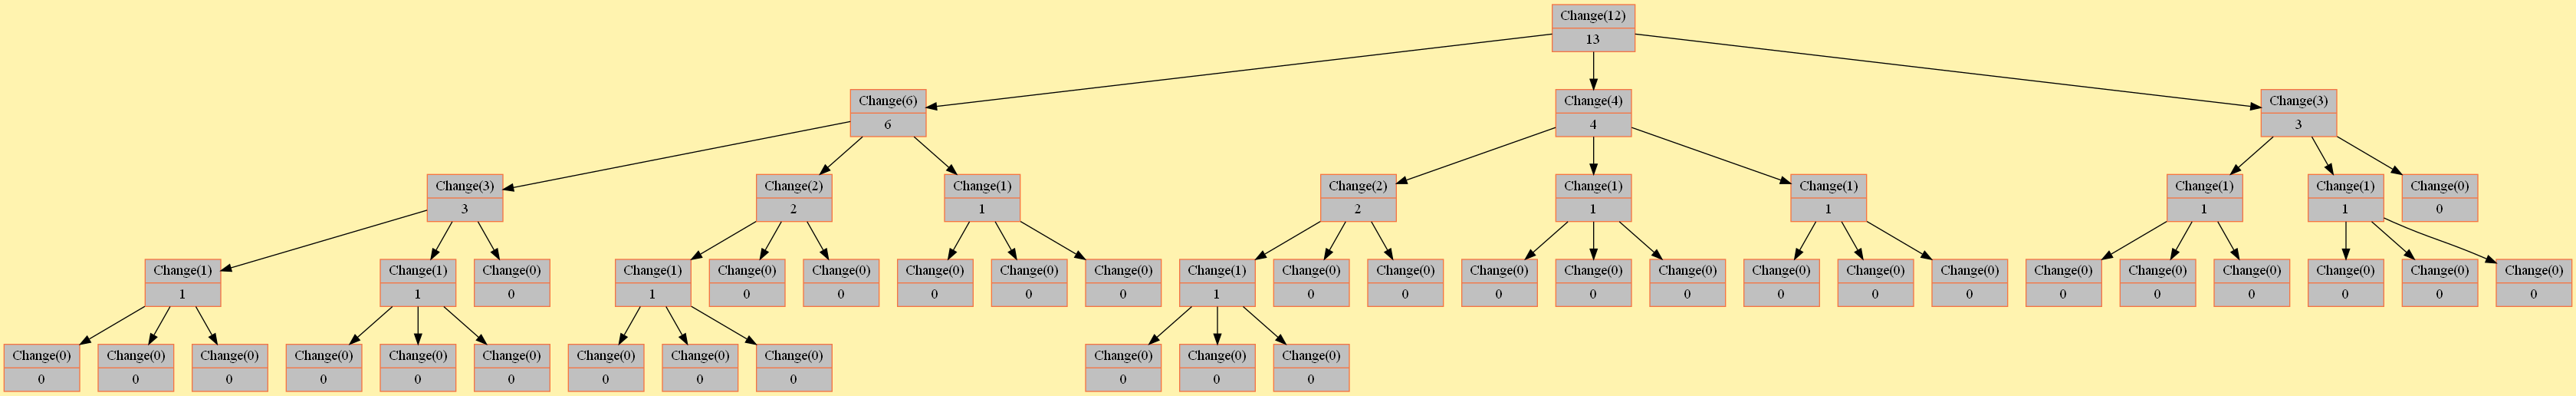 Change(12)
13
Change(6)
6
Change(4)
4
Change(3)
3
Change(3)
3
Change(2)
2
Change(1)
1
Change(2)
2
Change(1)
1
Change(1)
1
Change(1)
1
Change(1)
1
Change(0)
0
Change(1)
1
Change(1)
1
Change(0)
0
Change(1)
1
Change(0)
0
Change(0)
0
Change(0)
0
Change(0)
0
Change(0)
0
Change(1)
1
Change(0)
0
Change(0)
0
Change(0)
0
Change(0)
0
Change(0)
0
Change(0)
0
Change(0)
0
Change(0)
0
Change(0)
0
Change(0)
0
Change(0)
0
Change(0)
0
Change(0)
0
Change(0)
0
Change(0)
0
Change(0)
0
Change(0)
0
Change(0)
0
Change(0)
0
Change(0)
0
Change(0)
0
Change(0)
0
Change(0)
0
Change(0)
0
Change(0)
0
Change(0)
0